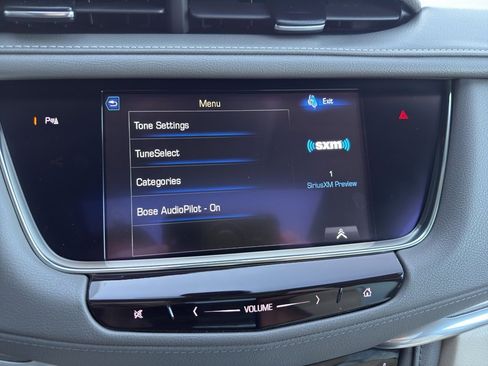 Menu
Exit
Tone Settings
TuneSelect
Categories
Bose AudioPilot - On
sxm
1
SiriusXM Preview
VOLUME